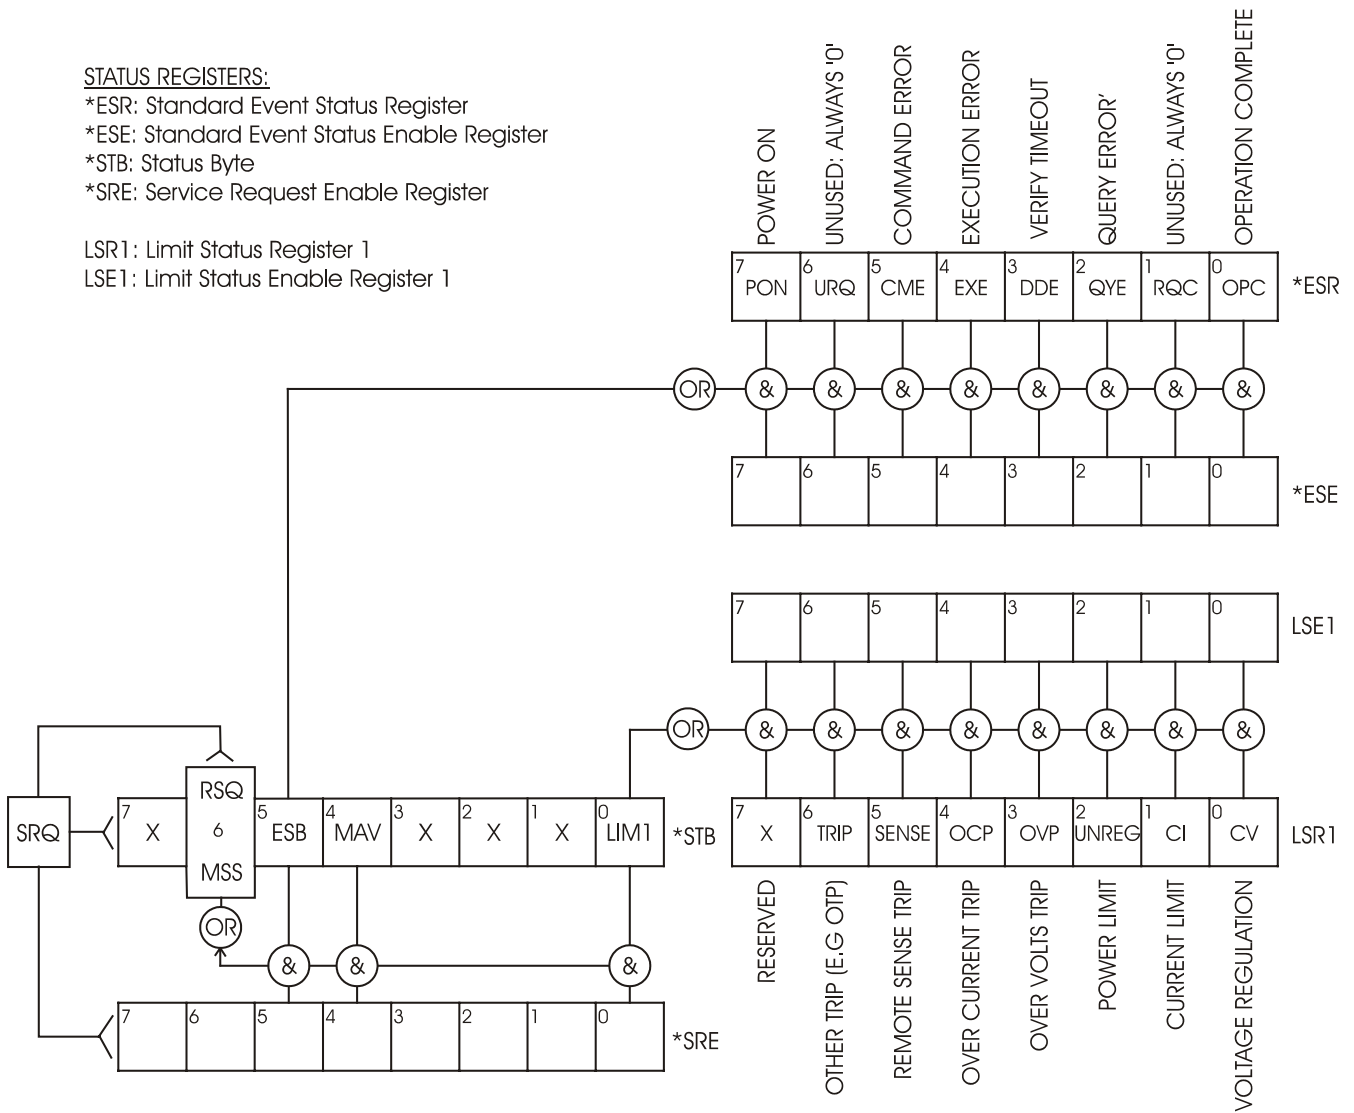 STATUS REGISTERS:
*ESR: Standard Event Status Register
*ESE: Standard Event Status Enable Register
*STB: Status Byte
*SRE: Service Request Enable Register
LSR1: Limit Status Register 1
LSE1: Limit Status Enable Register 1
POWER ON
UNUSED: ALWAYS '0'
COMMAND ERROR
EXECUTION ERROR
VERIFY TIMEOUT
QUERY ERROR'
UNUSED: ALWAYS '0'
OPERATION COMPLETE
7 6 5 4 3 2 1 0
PON URQ CME EXE DDE QYE RQC OPC *ESR
OR & & & & & & & &
7 6 5 4 3 2 1 0 *ESE
7 6 5 4 3 2 1 0 LSE1
OR & & & & & & & &
7 6 5 4 3 2 1 0
X TRIP SENSE OCP OVP UNREG CI CV LSR1
RESERVED
OTHER TRIP (E.G OTP)
REMOTE SENSE TRIP
OVER CURRENT TRIP
OVER VOLTS TRIP
POWER LIMIT
CURRENT LIMIT
VOLTAGE REGULATION
SRQ
RSQ
7 5 4 3 2 1 0
X 6 ESB MAV X X X LIM1 *STB
MSS
OR
& & &
7 6 5 4 3 2 1 0 *SRE